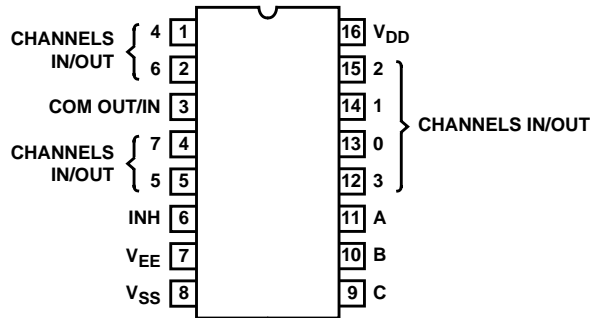 CHANNELS IN/OUT
4 1
6 2
COM OUT/IN 3
CHANNELS IN/OUT
7 4
5 5
INH 6
VEE 7
VSS 8
16 VDD
15 2
14 1
13 0
12 3
CHANNELS IN/OUT
11 A
10 B
9 C